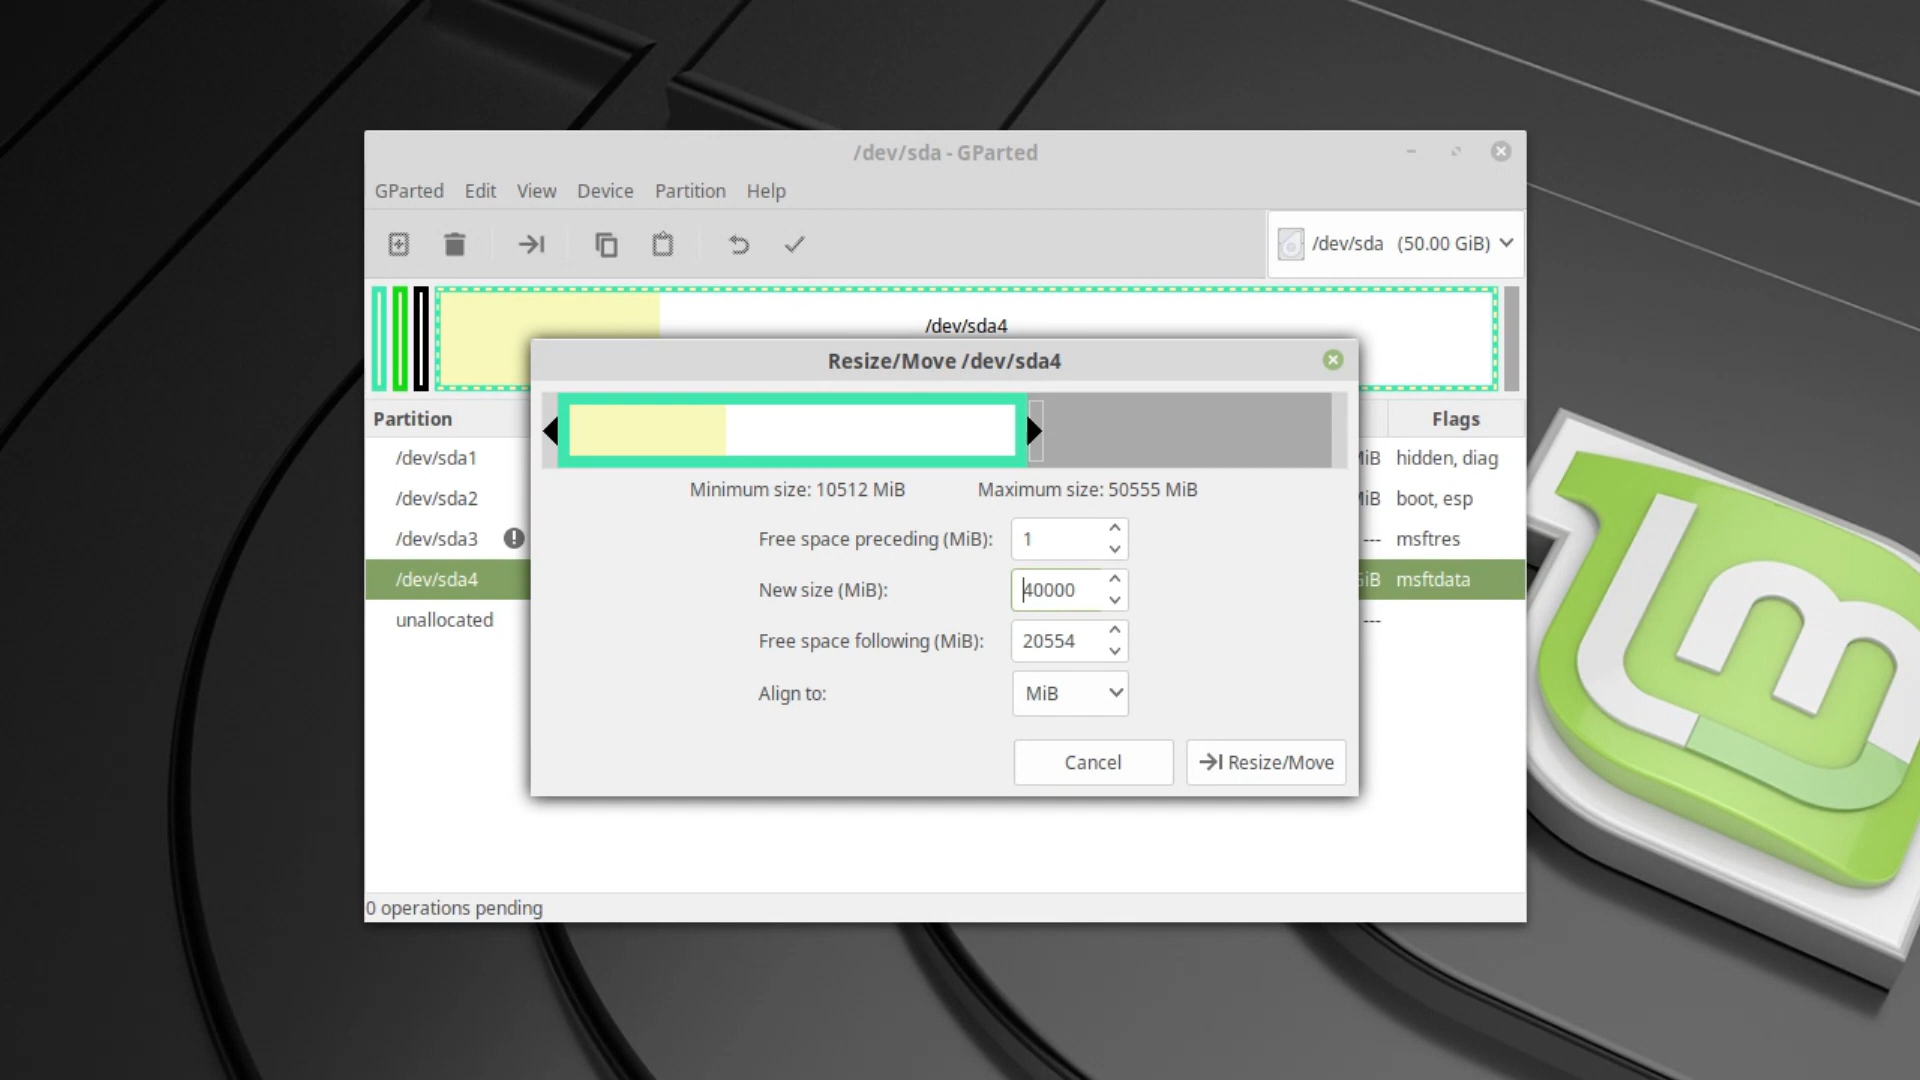 /dev/sda - GParted
GParted Edit View Device Partition Help
/dev/sda (50.00 GiB)
/dev/sda4
Resize/Move /dev/sda4
Partition
Flags
Minimum size: 10512 MiB Maximum size: 50555 MiB
/dev/sda1
hidden, diag
/dev/sda2
boot, esp
/dev/sda3
--- msftres
/dev/sda4
msftdata
unallocated
---
Free space preceding (MiB): 1
New size (MiB): 40000
Free space following (MiB): 20554
Align to: MiB
Cancel
Resize/Move
0 operations pending
lm